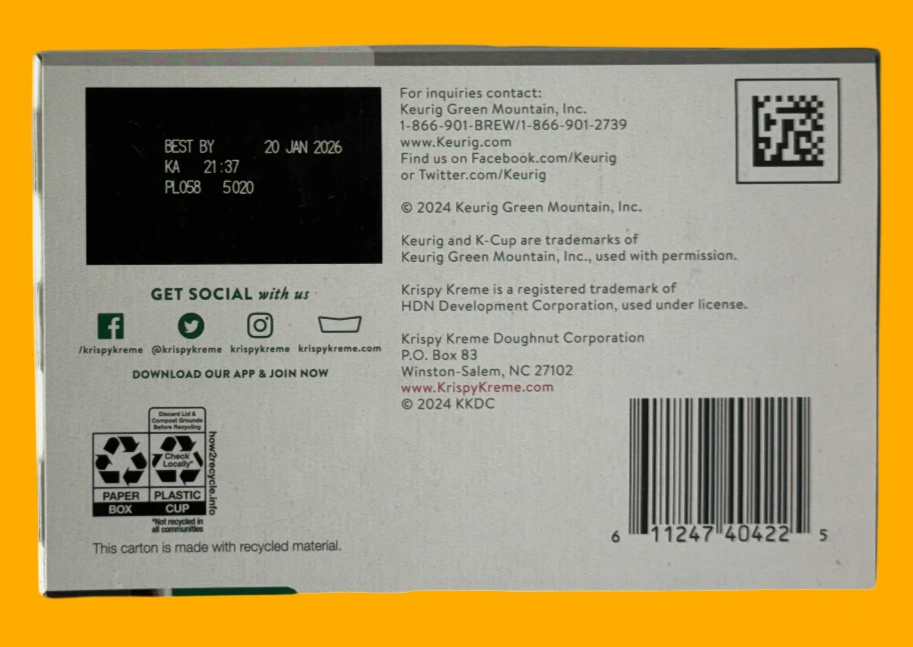 BEST BY 20 JAN 2026
KA 21:37
PL058 5020
GET SOCIAL with us
/krispykreme @krispykreme krispykreme krispykreme.com
DOWNLOAD OUR APP & JOIN NOW
Discard Lid &
Compost Grounds
Before Recycling
Check
Locally*
PAPER PLASTIC
BOX CUP
how2recycle.info
*Not recycled in
all communities
This carton is made with recycled material.
For inquiries contact:
Keurig Green Mountain, Inc.
1-866-901-BREW/1-866-901-2739
www.Keurig.com
Find us on Facebook.com/Keurig
or Twitter.com/Keurig
© 2024 Keurig Green Mountain, Inc.
Keurig and K-Cup are trademarks of
Keurig Green Mountain, Inc., used with permission.
Krispy Kreme is a registered trademark of
HDN Development Corporation, used under license.
Krispy Kreme Doughnut Corporation
P.O. Box 83
Winston-Salem, NC 27102
www.KrispyKreme.com
© 2024 KKDC
6 11247 40422 5